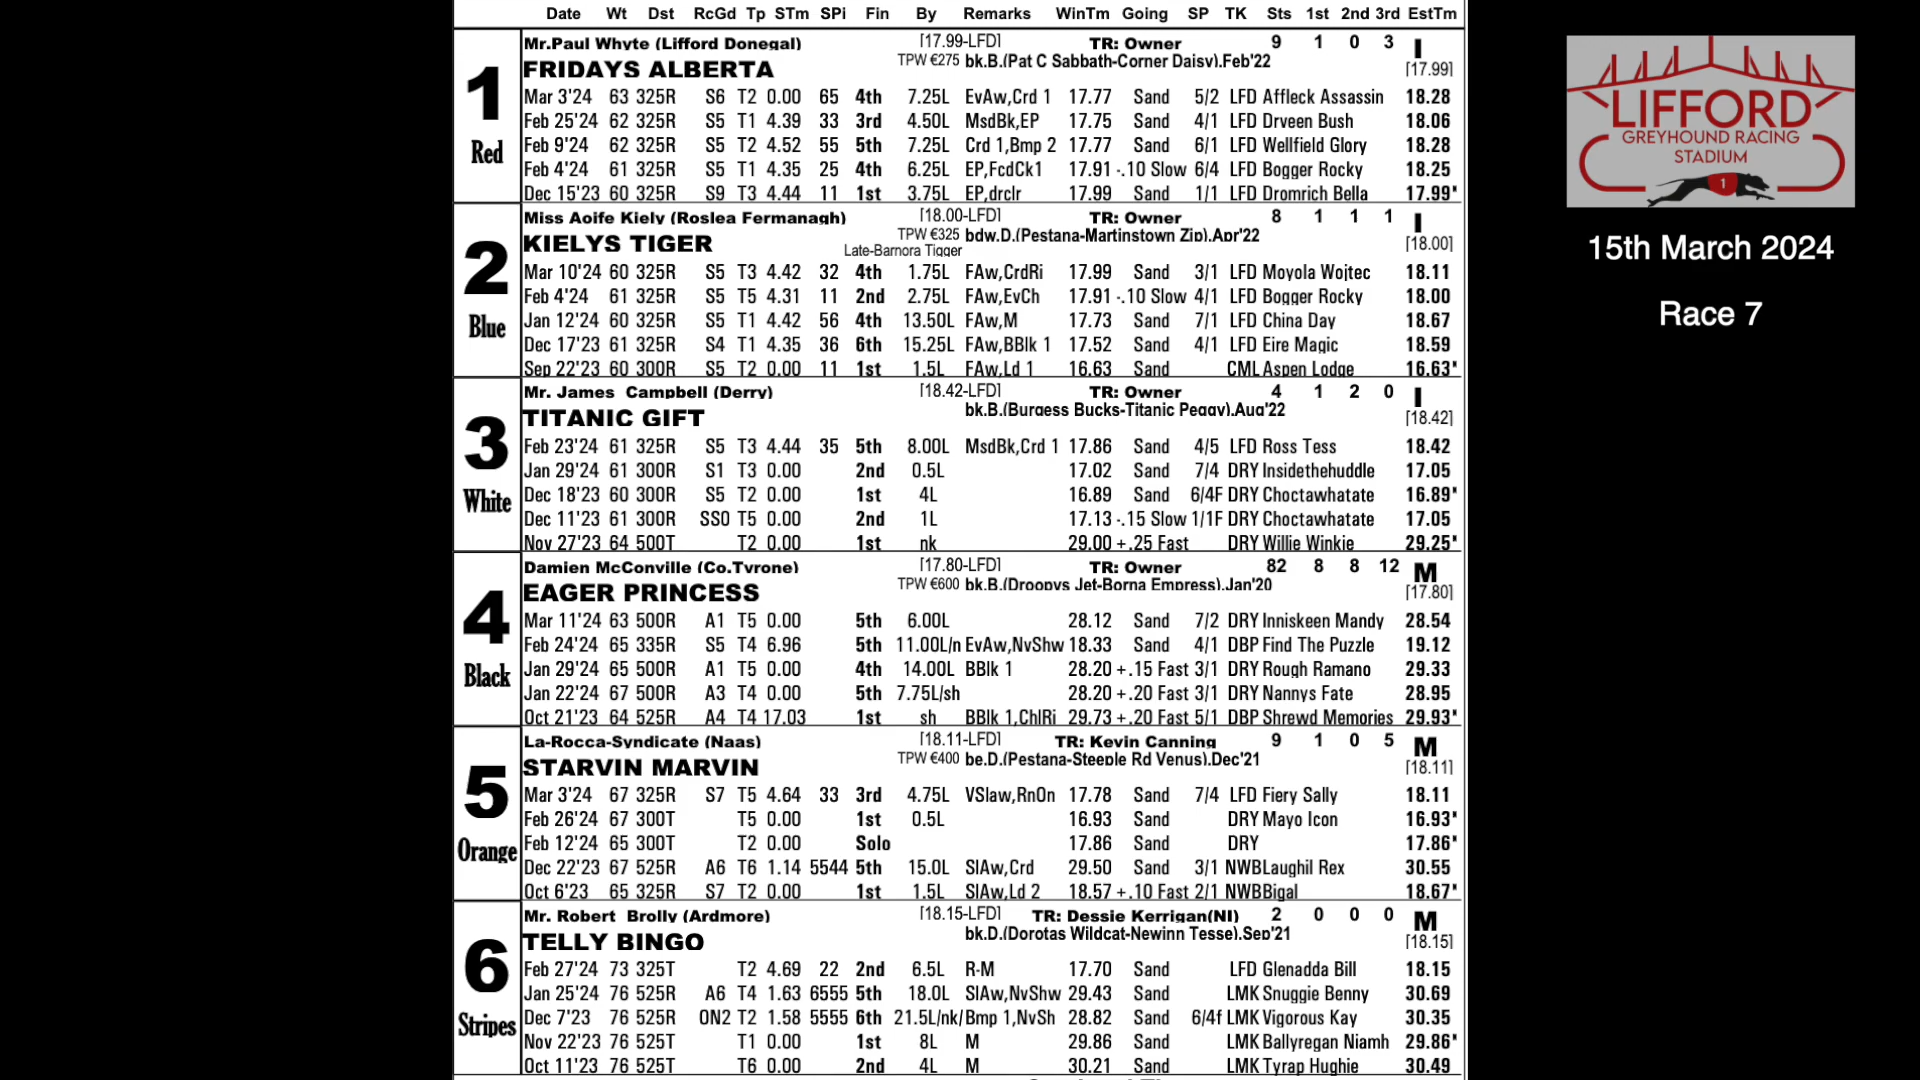 Date Wt Dst RcGd Tp STm SPi Fin By Remarks WinTm Going SP TK Sts 1st 2nd 3rd EstTm
Mr.Paul Whyte (Lifford Donegal) [17.99-LFD] TR: Owner 9 1 0 3 I
1 FRIDAYS ALBERTA TPW €275 bk.B.(Pat C Sabbath-Corner Daisy).Feb'22 [17.99]
Mar 3'24 63 325R S6 T2 0.00 65 4th 7.25L EvAw,Crd 1 17.77 Sand 5/2 LFD Affleck Assassin 18.28
Feb 25'24 62 325R S5 T1 4.39 33 3rd 4.50L MsdBk,EP 17.75 Sand 4/1 LFD Drveen Bush 18.06
Feb 9'24 62 325R S5 T2 4.52 55 5th 7.25L Crd 1,Bmp 2 17.77 Sand 6/1 LFD Wellfield Glory 18.28
Red
Feb 4'24 61 325R S5 T1 4.35 25 4th 6.25L EP,FcdCk1 17.91 -.10 Slow 6/4 LFD Bogger Rocky 18.25
Dec 15'23 60 325R S9 T3 4.44 11 1st 3.75L EP,drclr 17.99 Sand 1/1 LFD Dromrich Bella 17.99*
Miss Aoife Kiely (Roslea Fermanagh) [18.00-LFD] TR: Owner 8 1 1 1 I
2 KIELYS TIGER TPW €325 bdw.D.(Pestana-Martinstown Zip).Apr'22 [18.00]
Late-Barnora Tigger
Mar 10'24 60 325R S5 T3 4.42 32 4th 1.75L FAw,CrdRi 17.99 Sand 3/1 LFD Moyola Wojtec 18.11
Feb 4'24 61 325R S5 T5 4.31 11 2nd 2.75L FAw,EvCh 17.91 -.10 Slow 4/1 LFD Bogger Rocky 18.00
Jan 12'24 60 325R S5 T1 4.42 56 4th 13.50L FAw,M 17.73 Sand 7/1 LFD China Day 18.67
Blue
Dec 17'23 61 325R S4 T1 4.35 36 6th 15.25L FAw,BBlk 1 17.52 Sand 4/1 LFD Eire Magic 18.59
Sep 22'23 60 300R S5 T2 0.00 11 1st 1.5L FAw,Ld 1 16.63 Sand CML Aspen Lodge 16.63*
Mr. James Campbell (Derry) [18.42-LFD] TR: Owner 4 1 2 0 I
3 TITANIC GIFT bk.B.(Burgess Bucks-Titanic Peggy).Aug'22 [18.42]
Feb 23'24 61 325R S5 T3 4.44 35 5th 8.00L MsdBk,Crd 1 17.86 Sand 4/5 LFD Ross Tess 18.42
Jan 29'24 61 300R S1 T3 0.00 2nd 0.5L 17.02 Sand 7/4 DRY Insidethehuddle 17.05
Dec 18'23 60 300R S5 T2 0.00 1st 4L 16.89 Sand 6/4F DRY Choctawhatate 16.89*
White
Dec 11'23 61 300R SS0 T5 0.00 2nd 1L 17.13 -.15 Slow 1/1F DRY Choctawhatate 17.05
Nov 27'23 64 500T T2 0.00 1st nk 29.00 +.25 Fast DRY Willie Winkie 29.25*
Damien McConville (Co.Tyrone) [17.80-LFD] TR: Owner 82 8 8 12 M
4 EAGER PRINCESS TPW €600 bk.B.(Droopys Jet-Borna Empress).Jan'20 [17.80]
Mar 11'24 63 500R A1 T5 0.00 5th 6.00L 28.12 Sand 7/2 DRY Inniskeen Mandy 28.54
Feb 24'24 65 335R S5 T4 6.96 5th 11.00L/n EvAw,NvShw 18.33 Sand 4/1 DBP Find The Puzzle 19.12
Jan 29'24 65 500R A1 T5 0.00 4th 14.00L BBlk 1 28.20 +.15 Fast 3/1 DRY Rough Ramano 29.33
Black
Jan 22'24 67 500R A3 T4 0.00 5th 7.75L/sh 28.20 +.20 Fast 3/1 DRY Nannys Fate 28.95
Oct 21'23 64 525R A4 T4 17.03 1st sh BBlk 1,ChlRi 29.73 +.20 Fast 5/1 DBP Shrewd Memories 29.93*
La-Rocca-Syndicate (Naas) [18.11-LFD] TR: Kevin Canning 9 1 0 5 M
5 STARVIN MARVIN TPW €400 be.D.(Pestana-Steeple Rd Venus).Dec'21 [18.11]
Mar 3'24 67 325R S7 T5 4.64 33 3rd 4.75L VSlaw,RnOn 17.78 Sand 7/4 LFD Fiery Sally 18.11
Feb 26'24 67 300T T5 0.00 1st 0.5L 16.93 Sand DRY Mayo Icon 16.93*
Feb 12'24 65 300T T2 0.00 Solo 17.86 Sand DRY 17.86*
Orange
Dec 22'23 67 525R A6 T6 1.14 5544 5th 15.0L SlAw,Crd 29.50 Sand 3/1 NWB Laughil Rex 30.55
Oct 6'23 65 325R S7 T2 0.00 1st 1.5L SlAw,Ld 2 18.57 +.10 Fast 2/1 NWB Bigal 18.67*
Mr. Robert Brolly (Ardmore) [18.15-LFD] TR: Dessie Kerrigan(NI) 2 0 0 0 M
6 TELLY BINGO bk.D.(Dorotas Wildcat-Newinn Tesse).Sep'21 [18.15]
Feb 27'24 73 325T T2 4.69 22 2nd 6.5L R-M 17.70 Sand LFD Glenadda Bill 18.15
Jan 25'24 76 525R A6 T4 1.63 6555 5th 18.0L SlAw,NvShw 29.43 Sand LMK Snuggie Benny 30.69
Dec 7'23 76 525R ON2 T2 1.58 5555 6th 21.5L/nk/ Bmp 1,NvSh 28.82 Sand 6/4f LMK Vigorous Kay 30.35
Stripes
Nov 22'23 76 525T T1 0.00 1st 8L M 29.86 Sand LMK Ballyregan Niamh 29.86*
Oct 11'23 76 525T T6 0.00 2nd 4L M 30.21 Sand LMK Tyrap Hughie 30.49
LIFFORD
GREYHOUND RACING
STADIUM
1
15th March 2024
Race 7